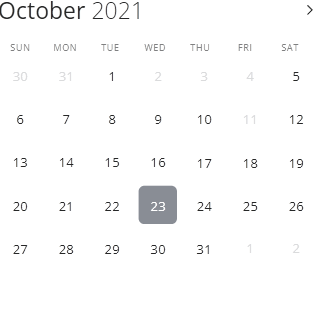 October 2021
SUN MON TUE WED THU FRI SAT
30 31 1 2 3 4 5
6 7 8 9 10 11 12
13 14 15 16 17 18 19
20 21 22 23 24 25 26
27 28 29 30 31 1 2